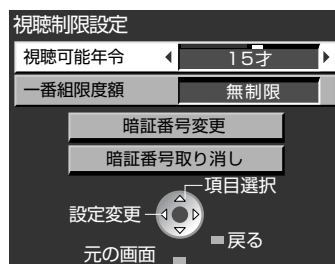 視聴制限設定
視聴可能年令 15才
一番組限度額 無制限
暗証番号変更
暗証番号取り消し
項目選択
設定変更
戻る
元の画面